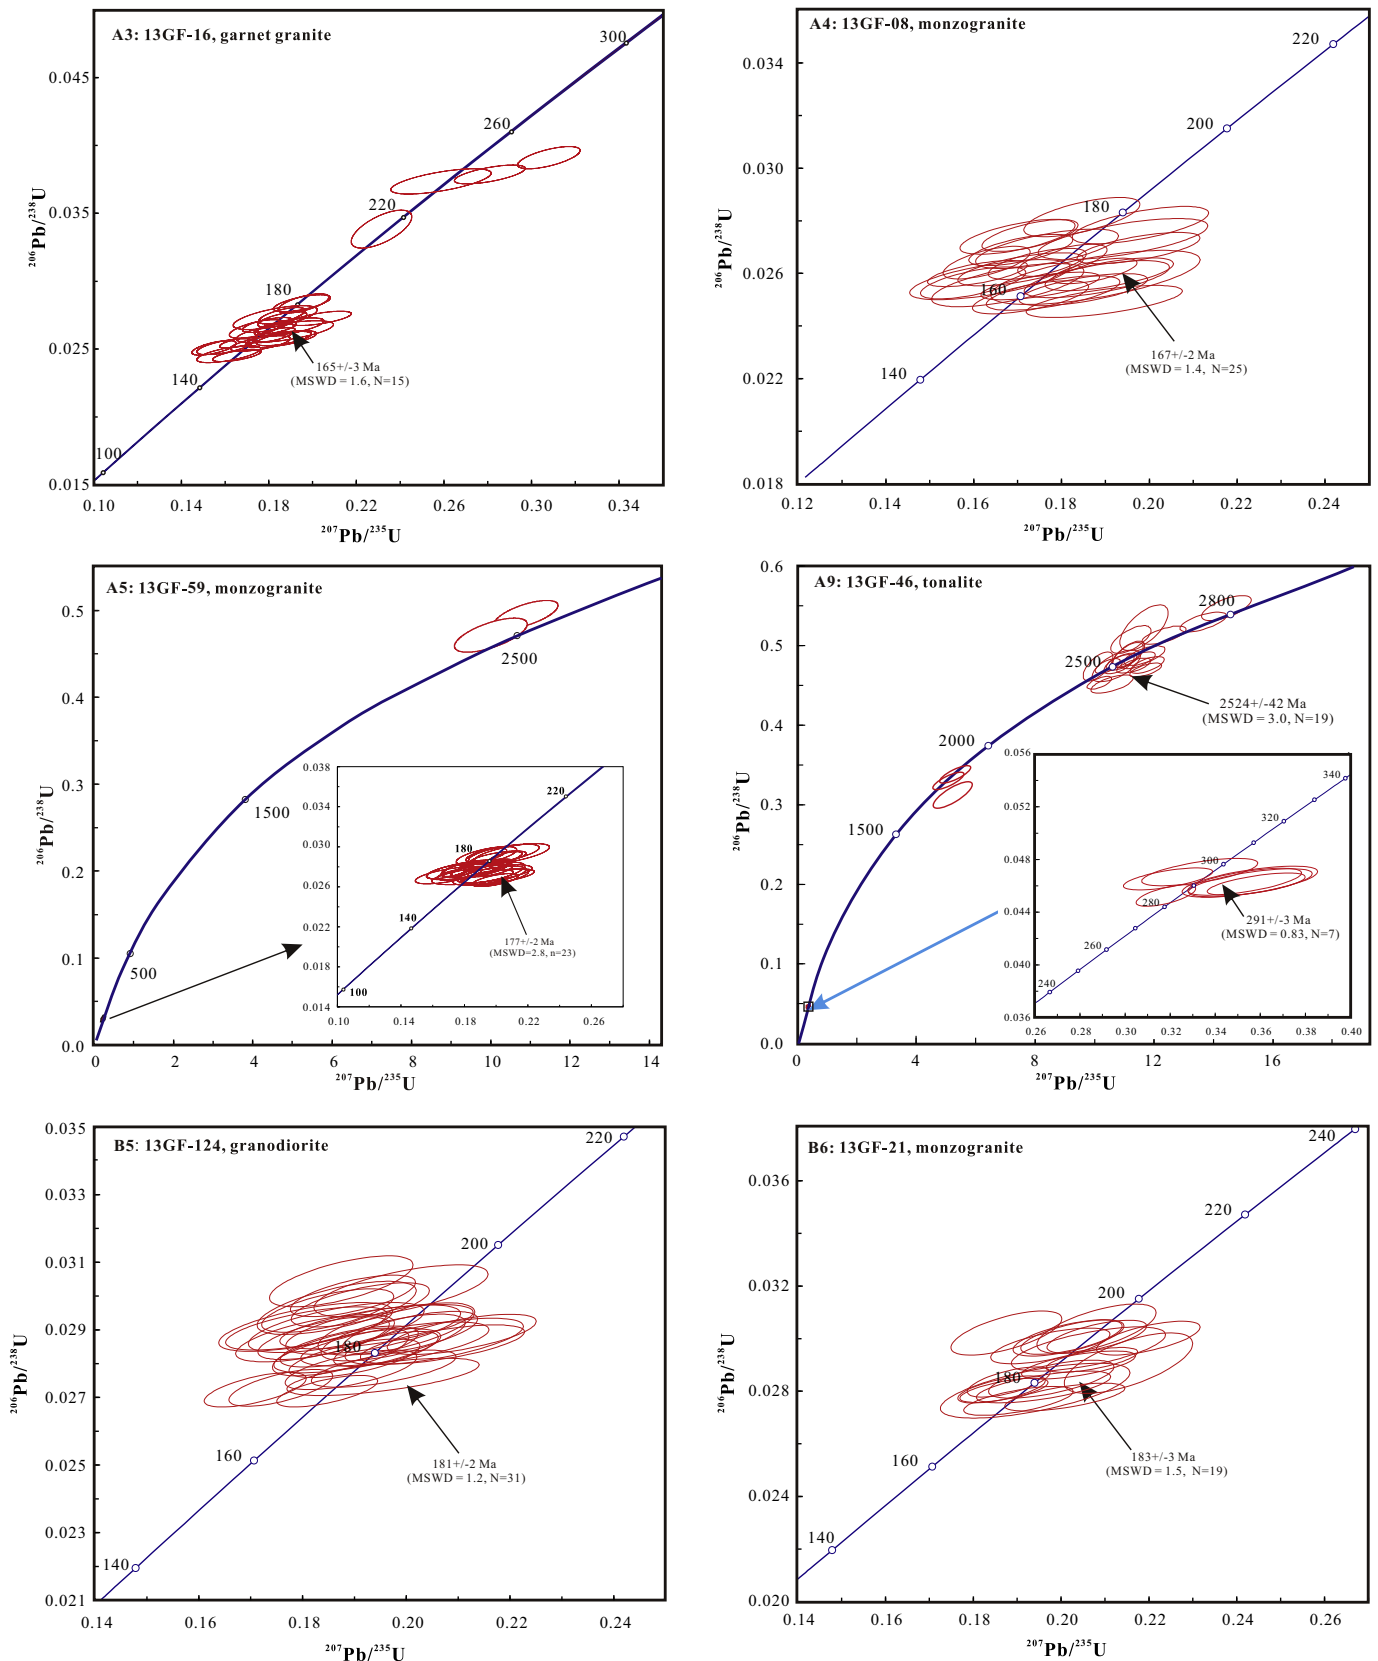 A3: 13GF-16, garnet granite
300
0.045
260
²⁰⁶Pb/²³⁸U
0.035
220
180
0.025
165+/-3 Ma
(MSWD = 1.6, N=15)
140
100
0.015
0.10 0.14 0.18 0.22 0.26 0.30 0.34
²⁰⁷Pb/²³⁵U
A4: 13GF-08, monzogranite
220
0.034
200
0.030
180
²⁰⁶Pb/²³⁸U
0.026
160
167+/-2 Ma
(MSWD = 1.4, N=25)
0.022
140
0.018
0.12 0.14 0.16 0.18 0.20 0.22 0.24
²⁰⁷Pb/²³⁵U
A5: 13GF-59, monzogranite
0.5
2500
0.4
0.3
1500
²⁰⁶Pb/²³⁸U
0.2
0.1
500
0.0
0 2 4 6 8 10 12 14
²⁰⁷Pb/²³⁵U
0.038
220
0.034
0.030
180
0.026
140
0.022
177+/-2 Ma
(MSWD=2.8, n=23)
0.018
100
0.014
0.10 0.14 0.18 0.22 0.26
A9: 13GF-46, tonalite
0.6
2800
0.5
2500
2524+/-42 Ma
(MSWD = 3.0, N=19)
0.4
2000
²⁰⁶Pb/²³⁸U
0.3
1500
0.2
0.1
0.0
0 4 8 12 16
²⁰⁷Pb/²³⁵U
0.056
340
0.052
320
0.048
300
280
0.044
291+/-3 Ma
(MSWD = 0.83, N=7)
260
0.040
240
0.036
0.26 0.28 0.30 0.32 0.34 0.36 0.38 0.40
B5: 13GF-124, granodiorite
0.035
220
0.033
200
0.031
0.029
180
²⁰⁶Pb/²³⁸U
0.027
160
0.025
181+/-2 Ma
(MSWD = 1.2, N=31)
0.023
140
0.021
0.14 0.16 0.18 0.20 0.22 0.24
²⁰⁷Pb/²³⁵U
B6: 13GF-21, monzogranite
240
0.036
220
0.032
200
²⁰⁶Pb/²³⁸U
0.028
180
160
183+/-3 Ma
(MSWD = 1.5, N=19)
0.024
140
0.020
0.14 0.16 0.18 0.20 0.22 0.24 0.26
²⁰⁷Pb/²³⁵U